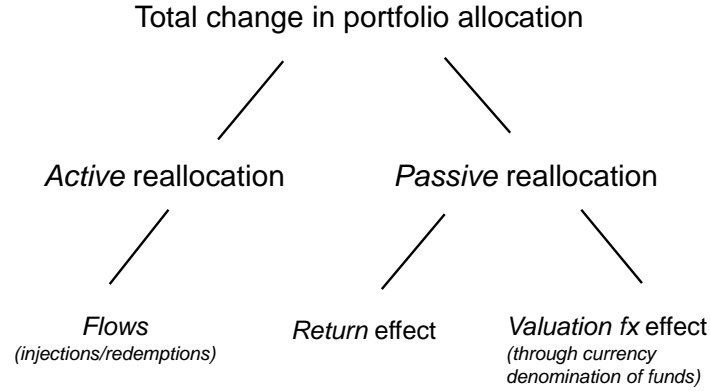 Total change in portfolio allocation
Active reallocation
Passive reallocation
Flows
(injections/redemptions)
Return effect
Valuation fx effect
(through currency
denomination of funds)